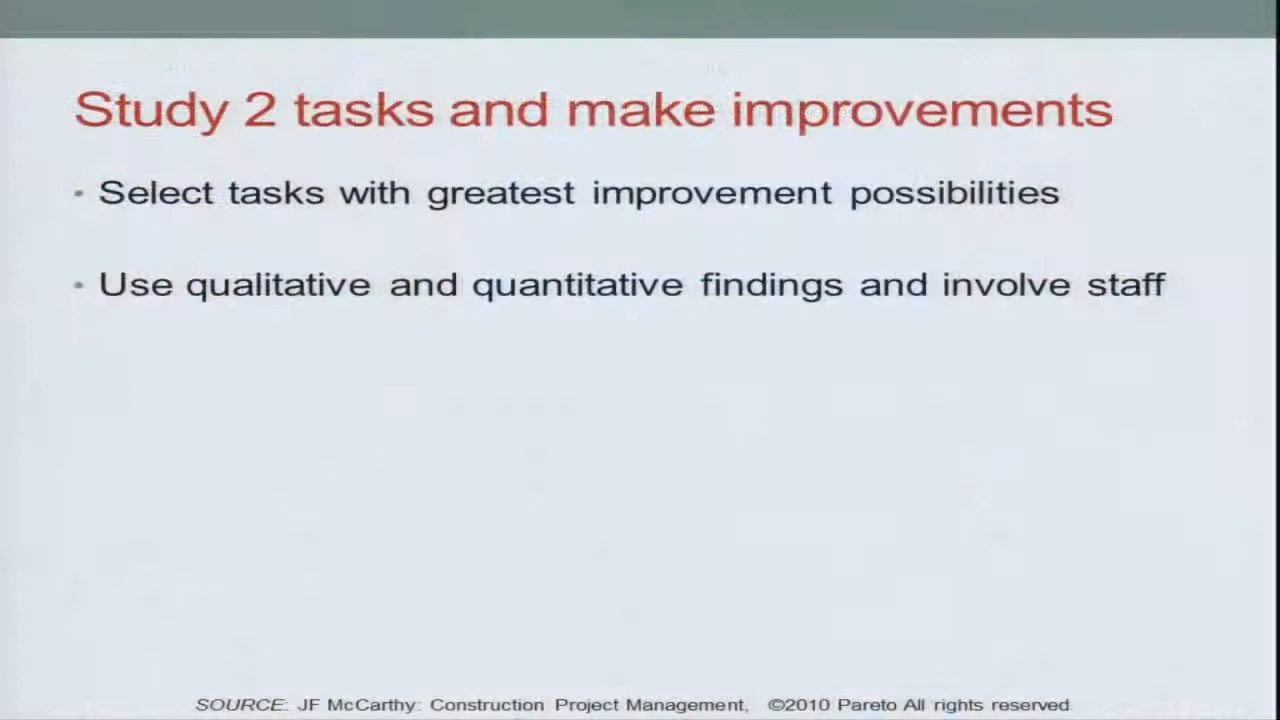 Study 2 tasks and make improvements
• Select tasks with greatest improvement possibilities
• Use qualitative and quantitative findings and involve staff
SOURCE: JF McCarthy: Construction Project Management, ©2010 Pareto All rights reserved